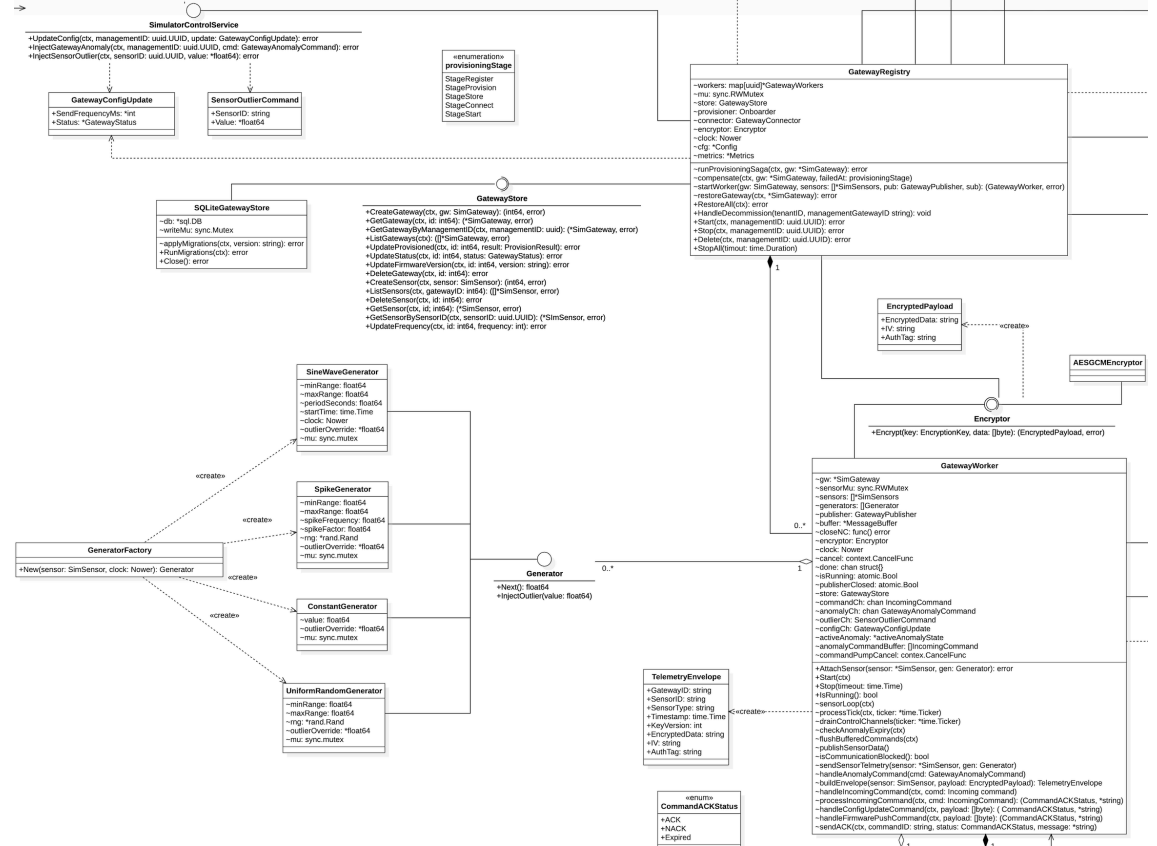 SimulatorControlService
+UpdateConfig(ctx, managementID: uuid.UUID, update: GatewayConfigUpdate): error
+InjectGatewayAnomaly(ctx, managementID: uuid.UUID, cmd: GatewayAnomalyCommand): error
+InjectSensorOutlier(ctx, sensorID: uuid.UUID, value: *float64): error
GatewayConfigUpdate
+SendFrequencyMs: *int
+Status: *GatewayStatus
SensorOutlierCommand
+SensorID: string
+Value: *float64
«enumeration»
provisioningStage
StageRegister
StageProvision
StageStore
StageConnect
StageStart
GatewayRegistry
~workers: map[uuid]*GatewayWorkers
~mu: sync.RWMutex
~store: GatewayStore
~provisioner: Onboarder
~connector: GatewayConnector
~encryptor: Encryptor
~clock: Nower
~cfg: *Config
~metrics: *Metrics
~runProvisioningSaga(ctx, gw: *SimGateway): error
~compensate(ctx, gw: *SimGateway, failedAt: provisioningStage)
~startWorker(gw: SimGateway, sensors: []*SimSensors, pub: GatewayPublisher, sub): (GatewayWorker, error)
~restoreGateway(ctx, *SimGateway): error
+RestoreAll(ctx): error
+HandleDecommission(tenantID, managementGatewayID string): void
+Start(ctx, managementID: uuid.UUID): error
+Stop(ctx, managementID: uuid.UUID): error
+Delete(ctx, managementID: uuid.UUID): error
+StopAll(timout: time.Duration)
SQLiteGatewayStore
~db: *sql.DB
~writeMu: sync.Mutex
~applyMigrations(ctx, version: string): error
+RunMigrations(ctx): error
+Close(): error
GatewayStore
+CreateGateway(ctx, gw: SimGateway): (int64, error)
+GetGateway(ctx, id: int64): (*SimGateway, error)
+GetGatewayByManagementID(ctx, managementID: uuid): (*SimGateway, error)
+ListGateways(ctx): ([]*SimGateway, error)
+UpdateProvisioned(ctx, id: int64, result: ProvisionResult): error
+UpdateStatus(ctx, id: int64, status: GatewayStatus): error
+UpdateFirmwareVersion(ctx, id: int64, version: string): error
+DeleteGateway(ctx, id: int64): error
+CreateSensor(ctx, sensor: SimSensor): (int64, error)
+ListSensors(ctx, gatewayID: int64): ([]*SimSensor, error)
+DeleteSensor(ctx, id: int64): error
+GetSensor(ctx, id; int64): (*SimSensor, error)
+GetSensorBySensorID(ctx, sensorID: uuid.UUID): (*SImSensor, error)
+UpdateFrequency(ctx, id: int64, frequency: int): error
1
EncryptedPayload
+EncryptedData: string
+IV: string
+AuthTag: string
«create»
AESGCMEncryptor
Encryptor
+Encrypt(key: EncryptionKey, data: []byte): (EncryptedPayload, error)
SineWaveGenerator
~minRange: float64
~maxRange: float64
~periodSeconds: float64
~startTime: time.Time
~clock: Nower
~outlierOverride: *float64
~mu: sync.mutex
«create»
SpikeGenerator
~minRange: float64
~maxRange: float64
~spikeFrequency: float64
~spikeFactor: float64
~rng: *rand.Rand
~outlierOverride: *float64
~mu: sync.mutex
«create»
GeneratorFactory
+New(sensor: SimSensor, clock: Nower): Generator
«create»
ConstantGenerator
~value: float64
~outlierOverride: *float64
~mu: sync.mutex
«create»
UniformRandomGenerator
~minRange: float64
~maxRange: float64
~rng: *rand.Rand
~outlierOverride: *float64
~mu: sync.mutex
Generator
+Next(): float64
+InjectOutlier(value: float64)
0..*
0..*
1
GatewayWorker
~gw: *SimGateway
~sensorMu: sync.RWMutex
~sensors: []*SimSensors
~generators: []Generator
~publisher: GatewayPublisher
~buffer: *MessageBuffer
~closeNC: func() error
~encryptor: Encryptor
~clock: Nower
~cancel: context.CancelFunc
~done: chan struct{}
~isRunning: atomic.Bool
~publisherClosed: atomic.Bool
~store: GatewayStore
~commandCh: chan IncomingCommand
~anomalyCh: chan GatewayAnomalyCommand
~outlierCh: SensorOutlierCommand
~configCh: GatewayConfigUpdate
~activeAnomaly: *activeAnomalyState
~anomalyCommandBuffer: []IncomingCommand
~commandPumpCancel: contex.CancelFunc
+AttachSensor(sensor: *SimSensor, gen: Generator): error
+Start(ctx)
+Stop(timeout: time.Time)
+IsRunning(): bool
~sensorLoop(ctx)
~processTick(ctx, ticker: *time.Ticker)
~drainControlChannels(ticker: *time.Ticker)
~checkAnomalyExpiry(ctx)
~flushBufferedCommands(ctx)
~publishSensorData()
~isCommunicationBlocked(): bool
~sendSensorTelmetry(sensor: *SimSensor, gen: Generator)
~handleAnomalyCommand(cmd: GatewayAnomalyCommand)
~buildEnvelope(sensor: SimSensor, payload: EncryptedPayload): TelemetryEnvelope
~handleIncomingCommand(ctx, comd: Incoming command)
~processIncomingCommand(ctx, cmd: IncomingCommand): (CommandACKStatus, *string)
~handleConfigUpdateCommand(ctx, payload: []byte): ( CommandACKStatus, *string)
~handleFirmwarePushCommand(ctx, payload: []byte): (CommandACKStatus, *string)
~sendACK(ctx, commandID: string, status: CommandACKStatus, message: *string)
TelemetryEnvelope
+GatewayID: string
+SensorID: string
+SensorType: string
+Timestamp: time.Time
+KeyVersion: int
+EncryptedData: string
+IV: string
+AuthTag: string
«create»
«enum»
CommandACKStatus
+ACK
+NACK
+Expired
1
1